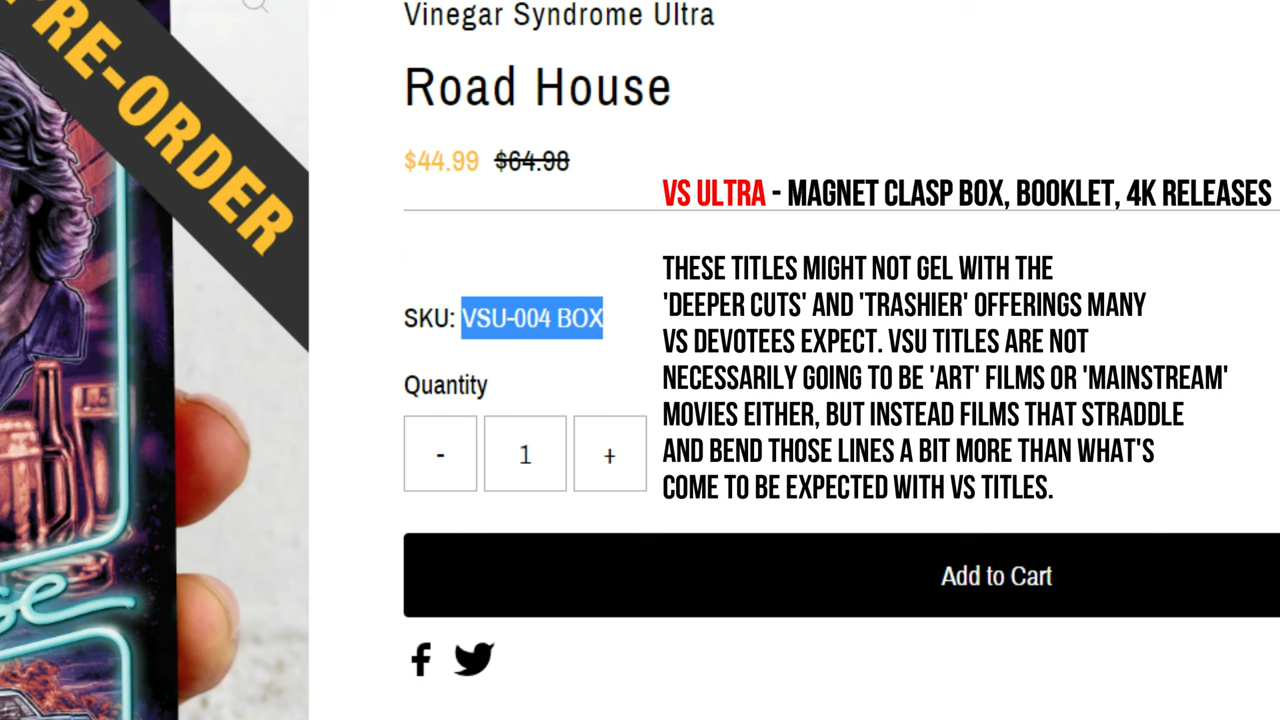 PRE-ORDER
Vinegar Syndrome Ultra
Road House
$44.99 $64.98
VS ULTRA - MAGNET CLASP BOX, BOOKLET, 4K RELEASES
THESE TITLES MIGHT NOT GEL WITH THE
'DEEPER CUTS' AND 'TRASHIER' OFFERINGS MANY
VS DEVOTEES EXPECT. VSU TITLES ARE NOT
NECESSARILY GOING TO BE 'ART' FILMS OR 'MAINSTREAM'
MOVIES EITHER, BUT INSTEAD FILMS THAT STRADDLE
AND BEND THOSE LINES A BIT MORE THAN WHAT'S
COME TO BE EXPECTED WITH VS TITLES.
SKU: VSU-004 BOX
Quantity
- 1 +
Add to Cart